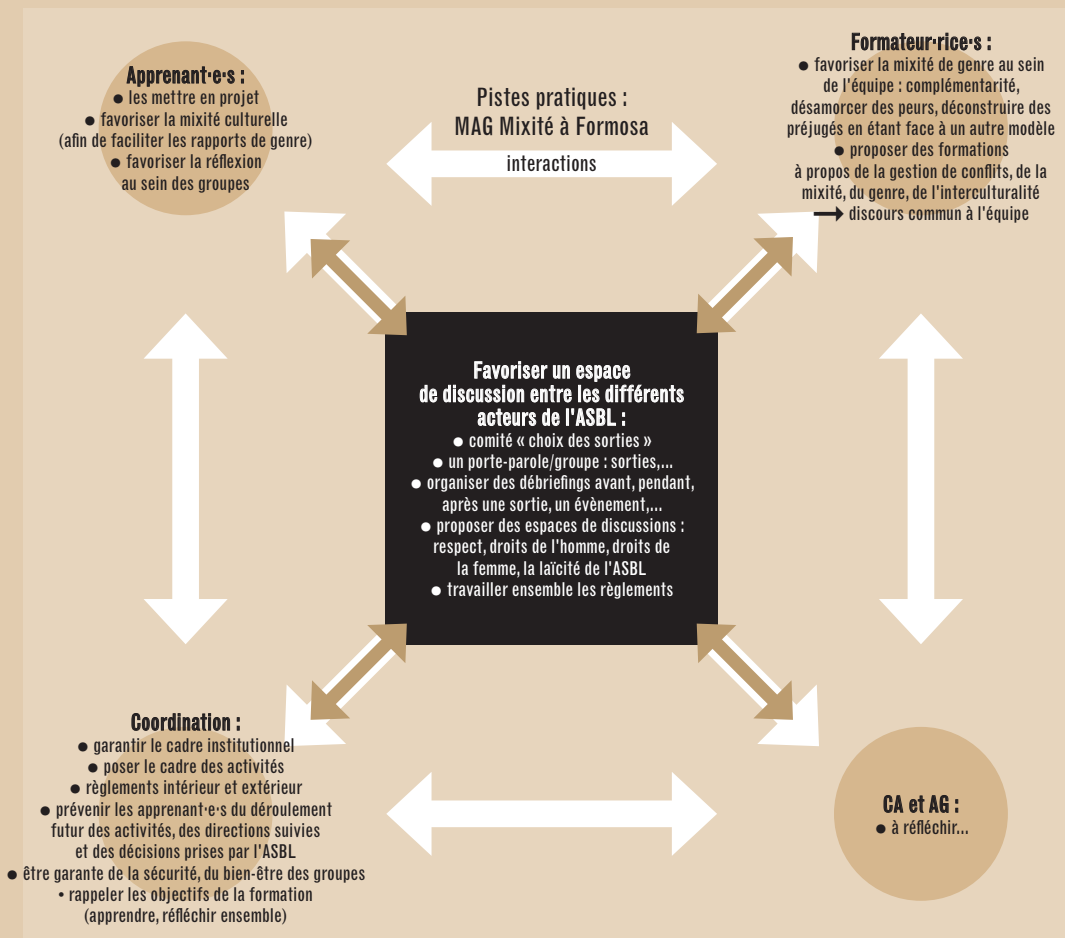 Apprenant·e·s :
● les mettre en projet
● favoriser la mixité culturelle
(afin de faciliter les rapports de genre)
● favoriser la réflexion
au sein des groupes
Pistes pratiques :
MAG Mixité à Formosa
interactions
Formateur·rice·s :
● favoriser la mixité de genre au sein
de l'équipe : complémentarité,
désamorcer des peurs, déconstruire des
préjugés en étant face à un autre modèle
● proposer des formations
à propos de la gestion de conflits, de la
mixité, du genre, de l'interculturalité
→ discours commun à l'équipe
Favoriser un espace
de discussion entre les différents
acteurs de l'ASBL :
● comité « choix des sorties »
● un porte-parole/groupe : sorties,...
● organiser des débriefings avant, pendant,
après une sortie, un évènement,...
● proposer des espaces de discussions :
respect, droits de l'homme, droits de
la femme, la laïcité de l'ASBL
● travailler ensemble les règlements
Coordination :
● garantir le cadre institutionnel
● poser le cadre des activités
● règlements intérieur et extérieur
● prévenir les apprenant·e·s du déroulement
futur des activités, des directions suivies
et des décisions prises par l'ASBL
● être garante de la sécurité, du bien-être des groupes
• rappeler les objectifs de la formation
(apprendre, réfléchir ensemble)
CA et AG :
● à réfléchir...